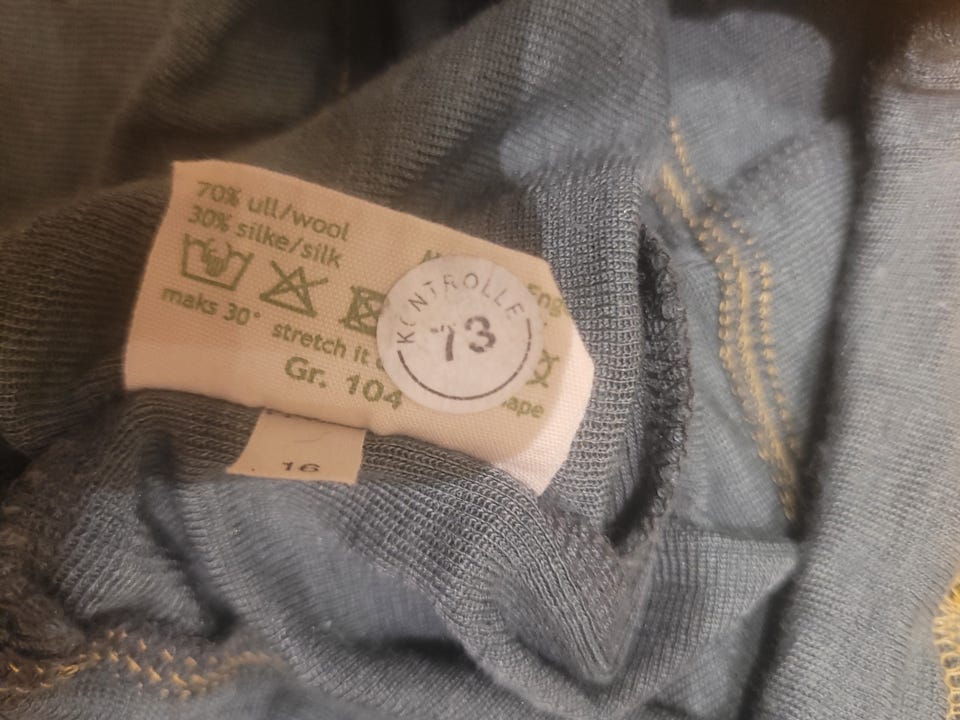 70% ull/wool
30% silke/silk
maks 30° stretch it
Gr. 104
KONTROLLE
73
16